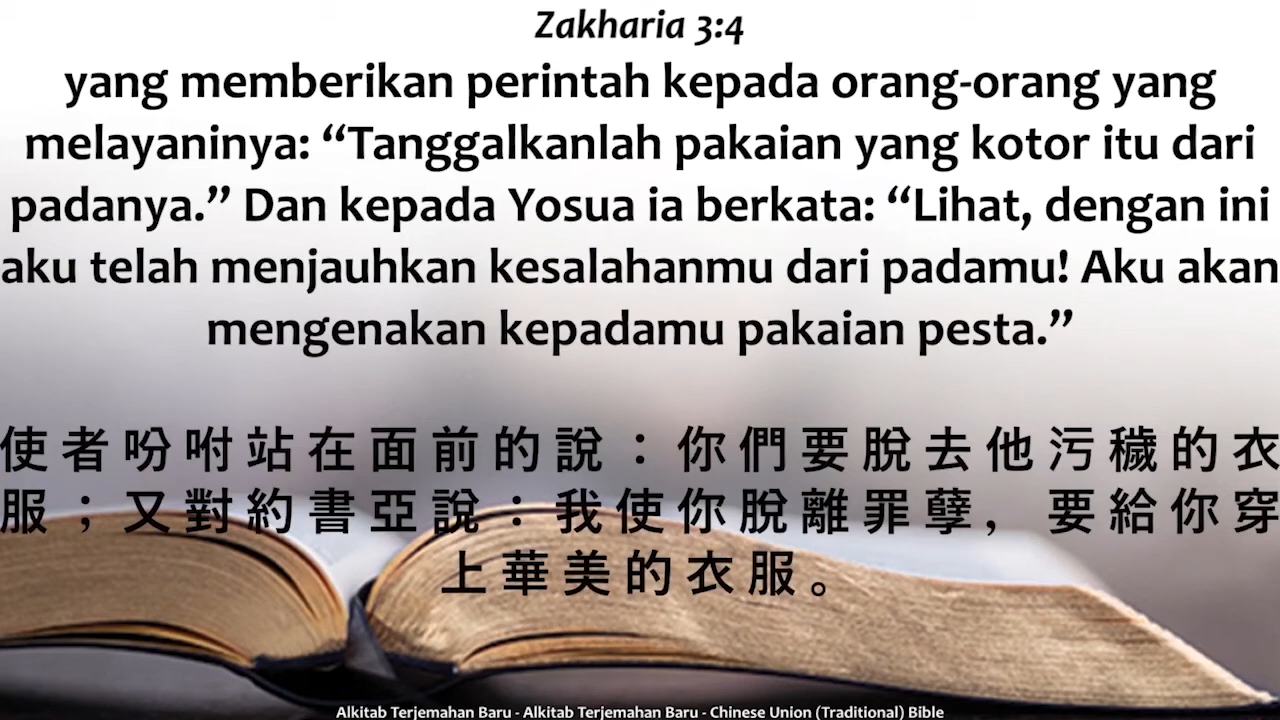 Zakharia 3:4
yang memberikan perintah kepada orang-orang yang
melayaninya: “Tanggalkanlah pakaian yang kotor itu dari
padanya.” Dan kepada Yosua ia berkata: “Lihat, dengan ini
aku telah menjauhkan kesalahanmu dari padamu! Aku akan
mengenakan kepadamu pakaian pesta.”
使者吩咐站在面前的說：你們要脫去他污穢的衣
服；又對約書亞說：我使你脫離罪孽，要給你穿
上華美的衣服。
Alkitab Terjemahan Baru - Alkitab Terjemahan Baru - Chinese Union (Traditional) Bible